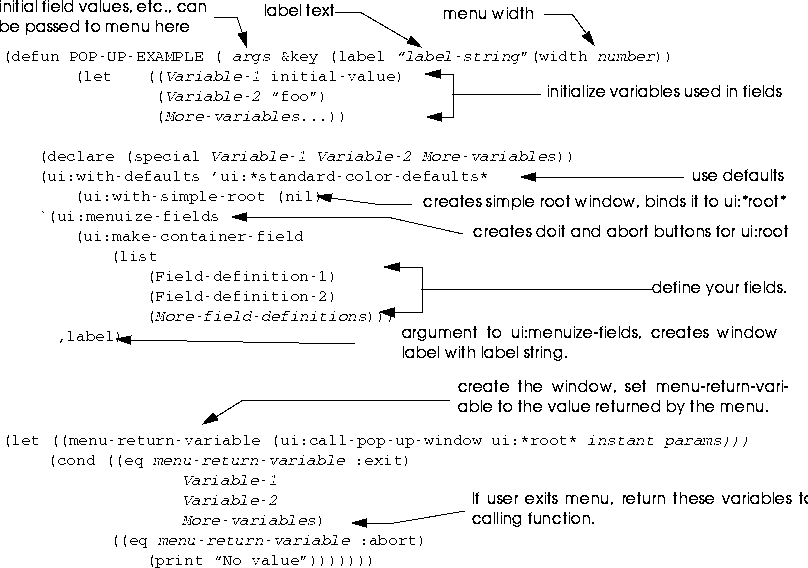 initial field values, etc., can
be passed to menu here
label text
menu width
(defun POP-UP-EXAMPLE ( args &key (label “label-string”(width number))
(let ((Variable-1 initial-value)
(Variable-2 “foo”)
(More-variables...))
initialize variables used in fields
(declare (special Variable-1 Variable-2 More-variables))
(ui:with-defaults ’ui:*standard-color-defaults*
use defaults
(ui:with-simple-root (nil)
creates simple root window, binds it to ui:*root*
`(ui:menuize-fields
creates doit and abort buttons for ui:root
(ui:make-container-field
(list
(Field-definition-1)
(Field-definition-2)
(More-field-definitions)))
define your fields.
,label)
argument to ui:menuize-fields, creates window
label with label string.
create the window, set menu-return-vari-
able to the value returned by the menu.
(let ((menu-return-variable (ui:call-pop-up-window ui:*root* instant params)))
(cond ((eq menu-return-variable :exit)
Variable-1
Variable-2
More-variables)
If user exits menu, return these variables to
calling function.
((eq menu-return-variable :abort)
(print “No value”)))))))